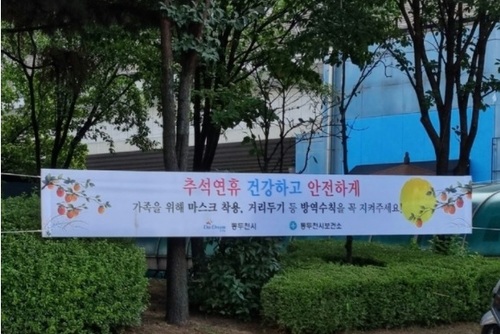 추석연휴 건강하고 안전하게
가족을 위해 마스크 착용, 거리두기 등 방역수칙을 꼭 지켜주세요!
동두천시 동두천시보건소